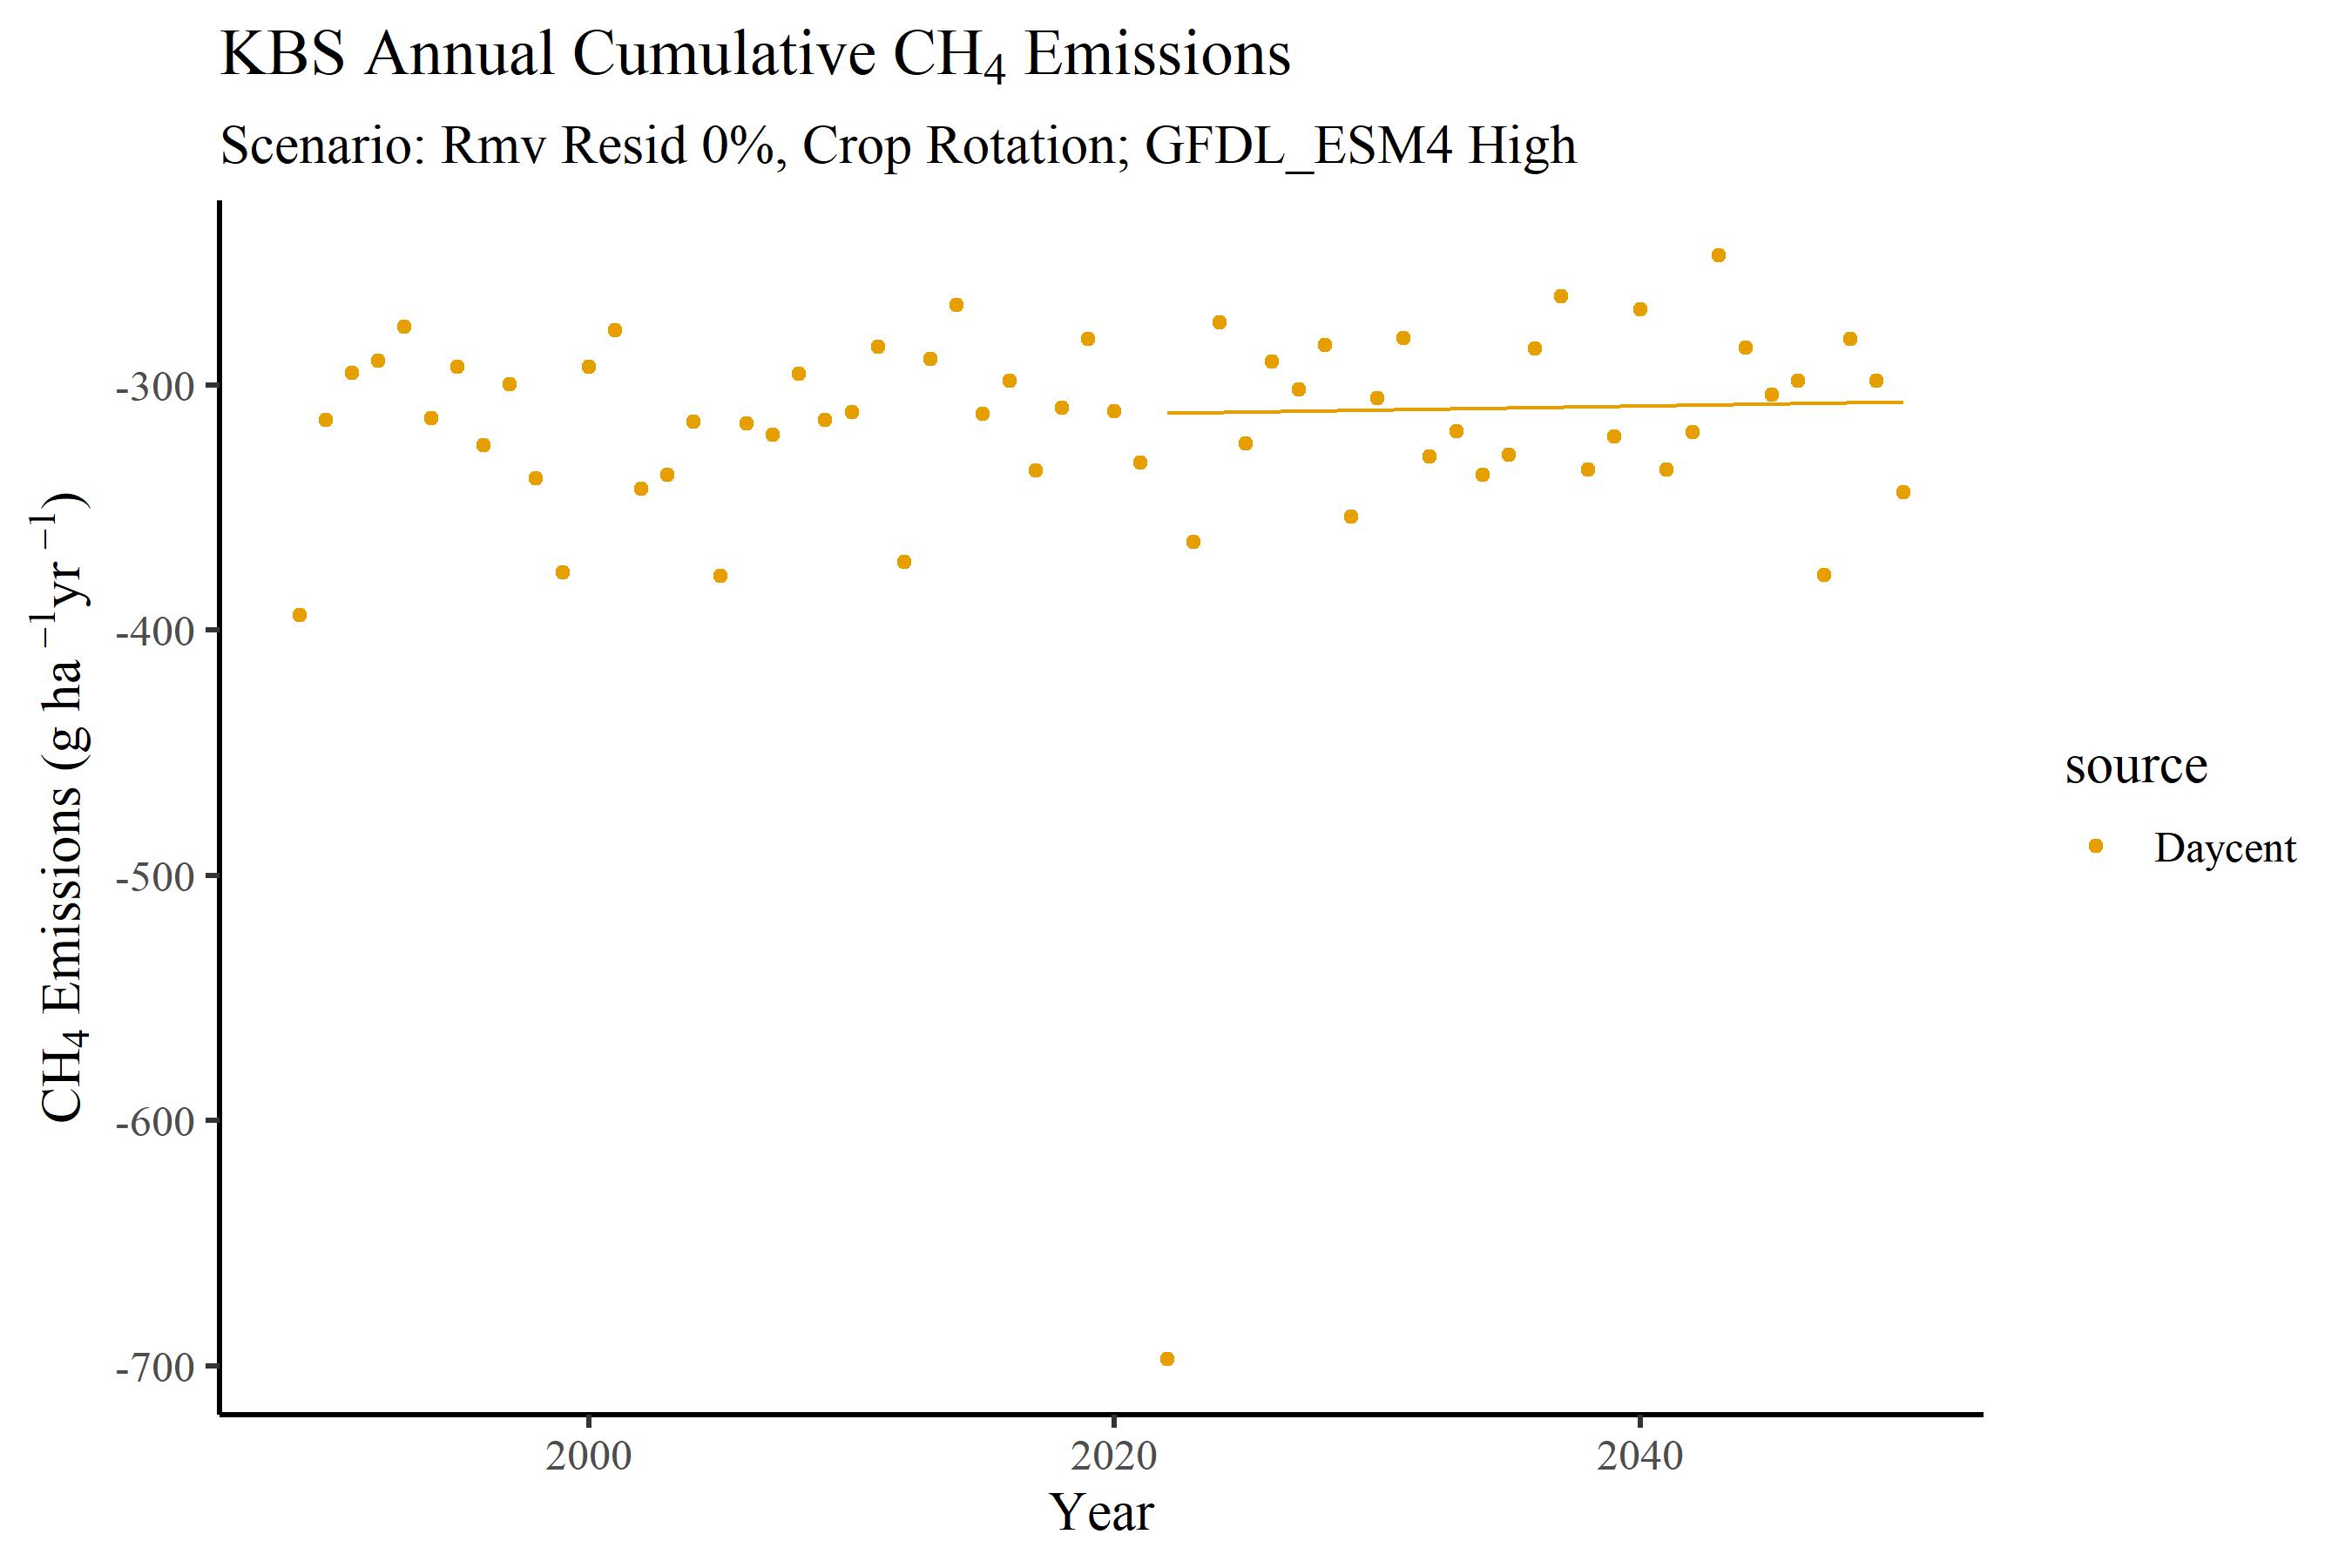 KBS Annual Cumulative CH₄ Emissions
Scenario: Rmv Resid 0%, Crop Rotation; GFDL_ESM4 High
CH₄ Emissions (g ha⁻¹yr⁻¹)
-300
-400
-500
-600
-700
2000 2020 2040
Year
source
Daycent